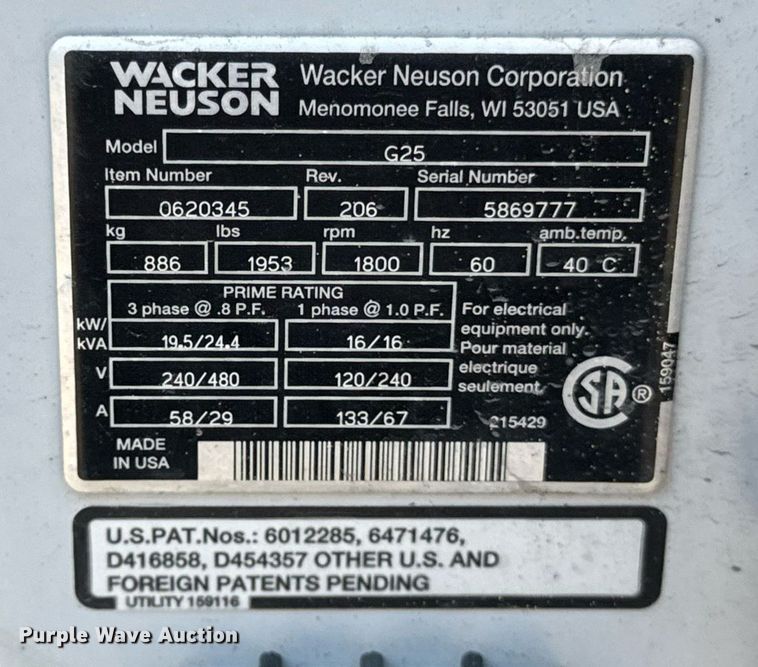 WACKER NEUSON
Wacker Neuson Corporation
Menomonee Falls, WI 53051 USA
Model G25
Item Number Rev. Serial Number
0620345 206 5869777
kg lbs rpm hz amb.temp.
886 1953 1800 60 40 C
PRIME RATING
3 phase @ .8 P.F. 1 phase @ 1.0 P.F.
kW/kVA 19.5/24.4 16/16
V 240/480 120/240
A 58/29 133/67
For electrical
equipment only.
Pour material
electrique
seulement
215429
SA ®
159047
MADE
IN USA
U.S.PAT.Nos.: 6012285, 6471476,
D416858, D454357 OTHER U.S. AND
FOREIGN PATENTS PENDING
UTILITY 159116
Purple Wave Auction